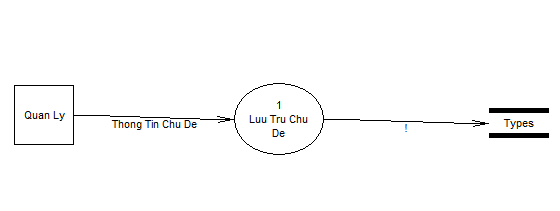 Quan Ly
Thong Tin Chu De
1
Luu Tru Chu
De
!
Types